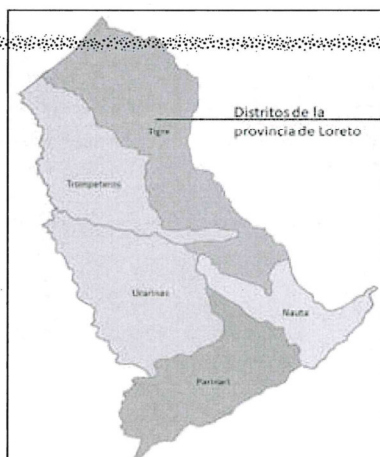 Distritos de la
provincia de Loreto
Tigre
Trompeteros
Urarinas
Nauta
Parinari